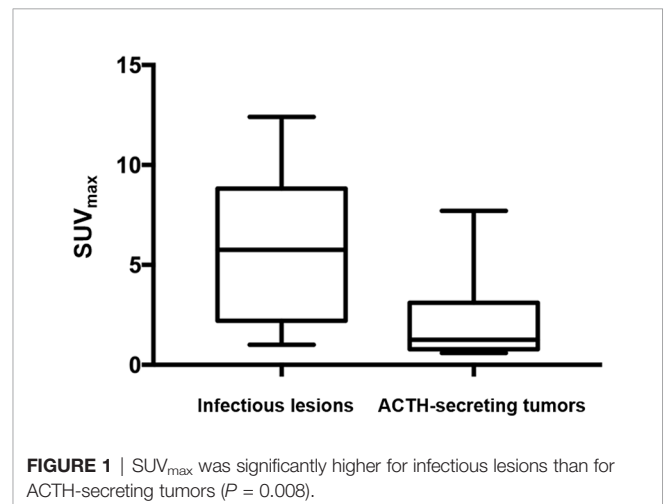 15
10
5
0
SUVmax
Infectious lesions ACTH-secreting tumors
FIGURE 1 | SUVmax was significantly higher for infectious lesions than for
ACTH-secreting tumors (P = 0.008).